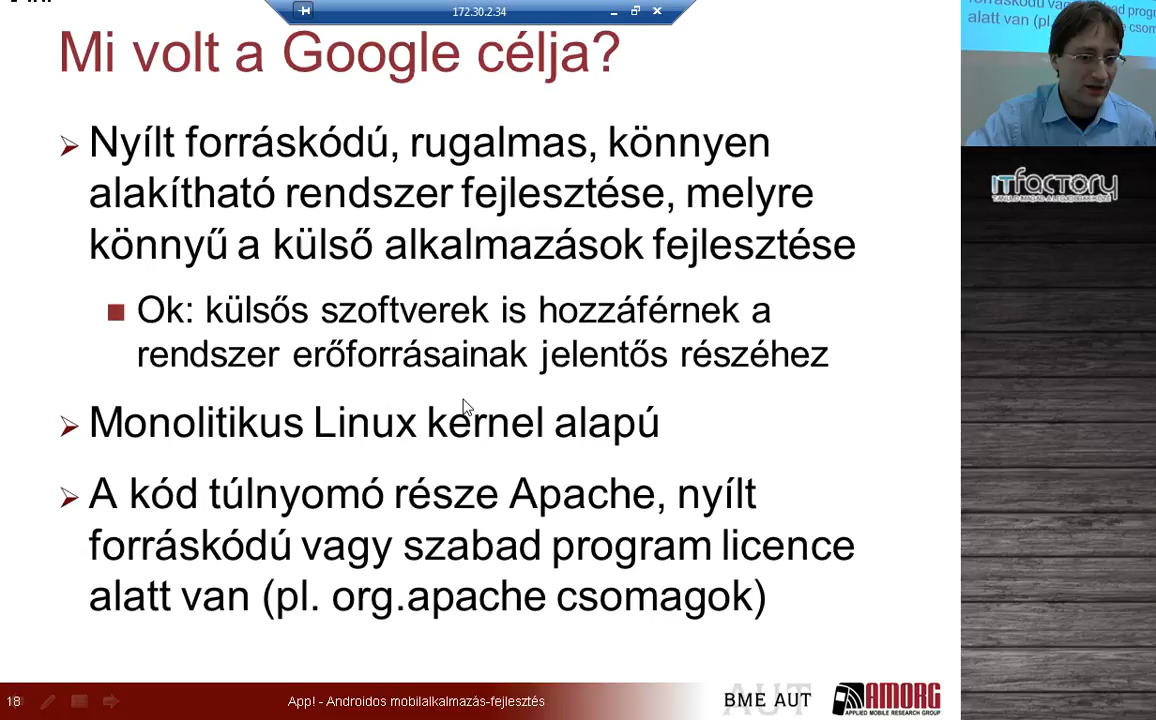 172.30.2.34
Mi volt a Google célja?
Nyílt forráskódú, rugalmas, könnyen
alakítható rendszer fejlesztése, melyre
könnyű a külső alkalmazások fejlesztése
Ok: külsős szoftverek is hozzáférnek a
rendszer erőforrásainak jelentős részéhez
Monolitikus Linux kernel alapú
A kód túlnyomó része Apache, nyílt
forráskódú vagy szabad program licence
alatt van (pl. org.apache csomagok)
18
App! - Androidos mobilalkalmazás-fejlesztés
BME AUT
AMORG
APPLIED MOBILE RESEARCH GROUP
alatt van (pl.
ITfactory